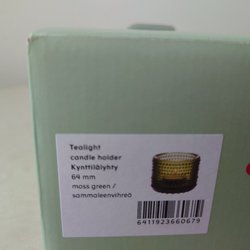 Tealight
candle holder
Kynttilälyhty
64 mm
moss green /
sammaleenvihreä
6411923660679